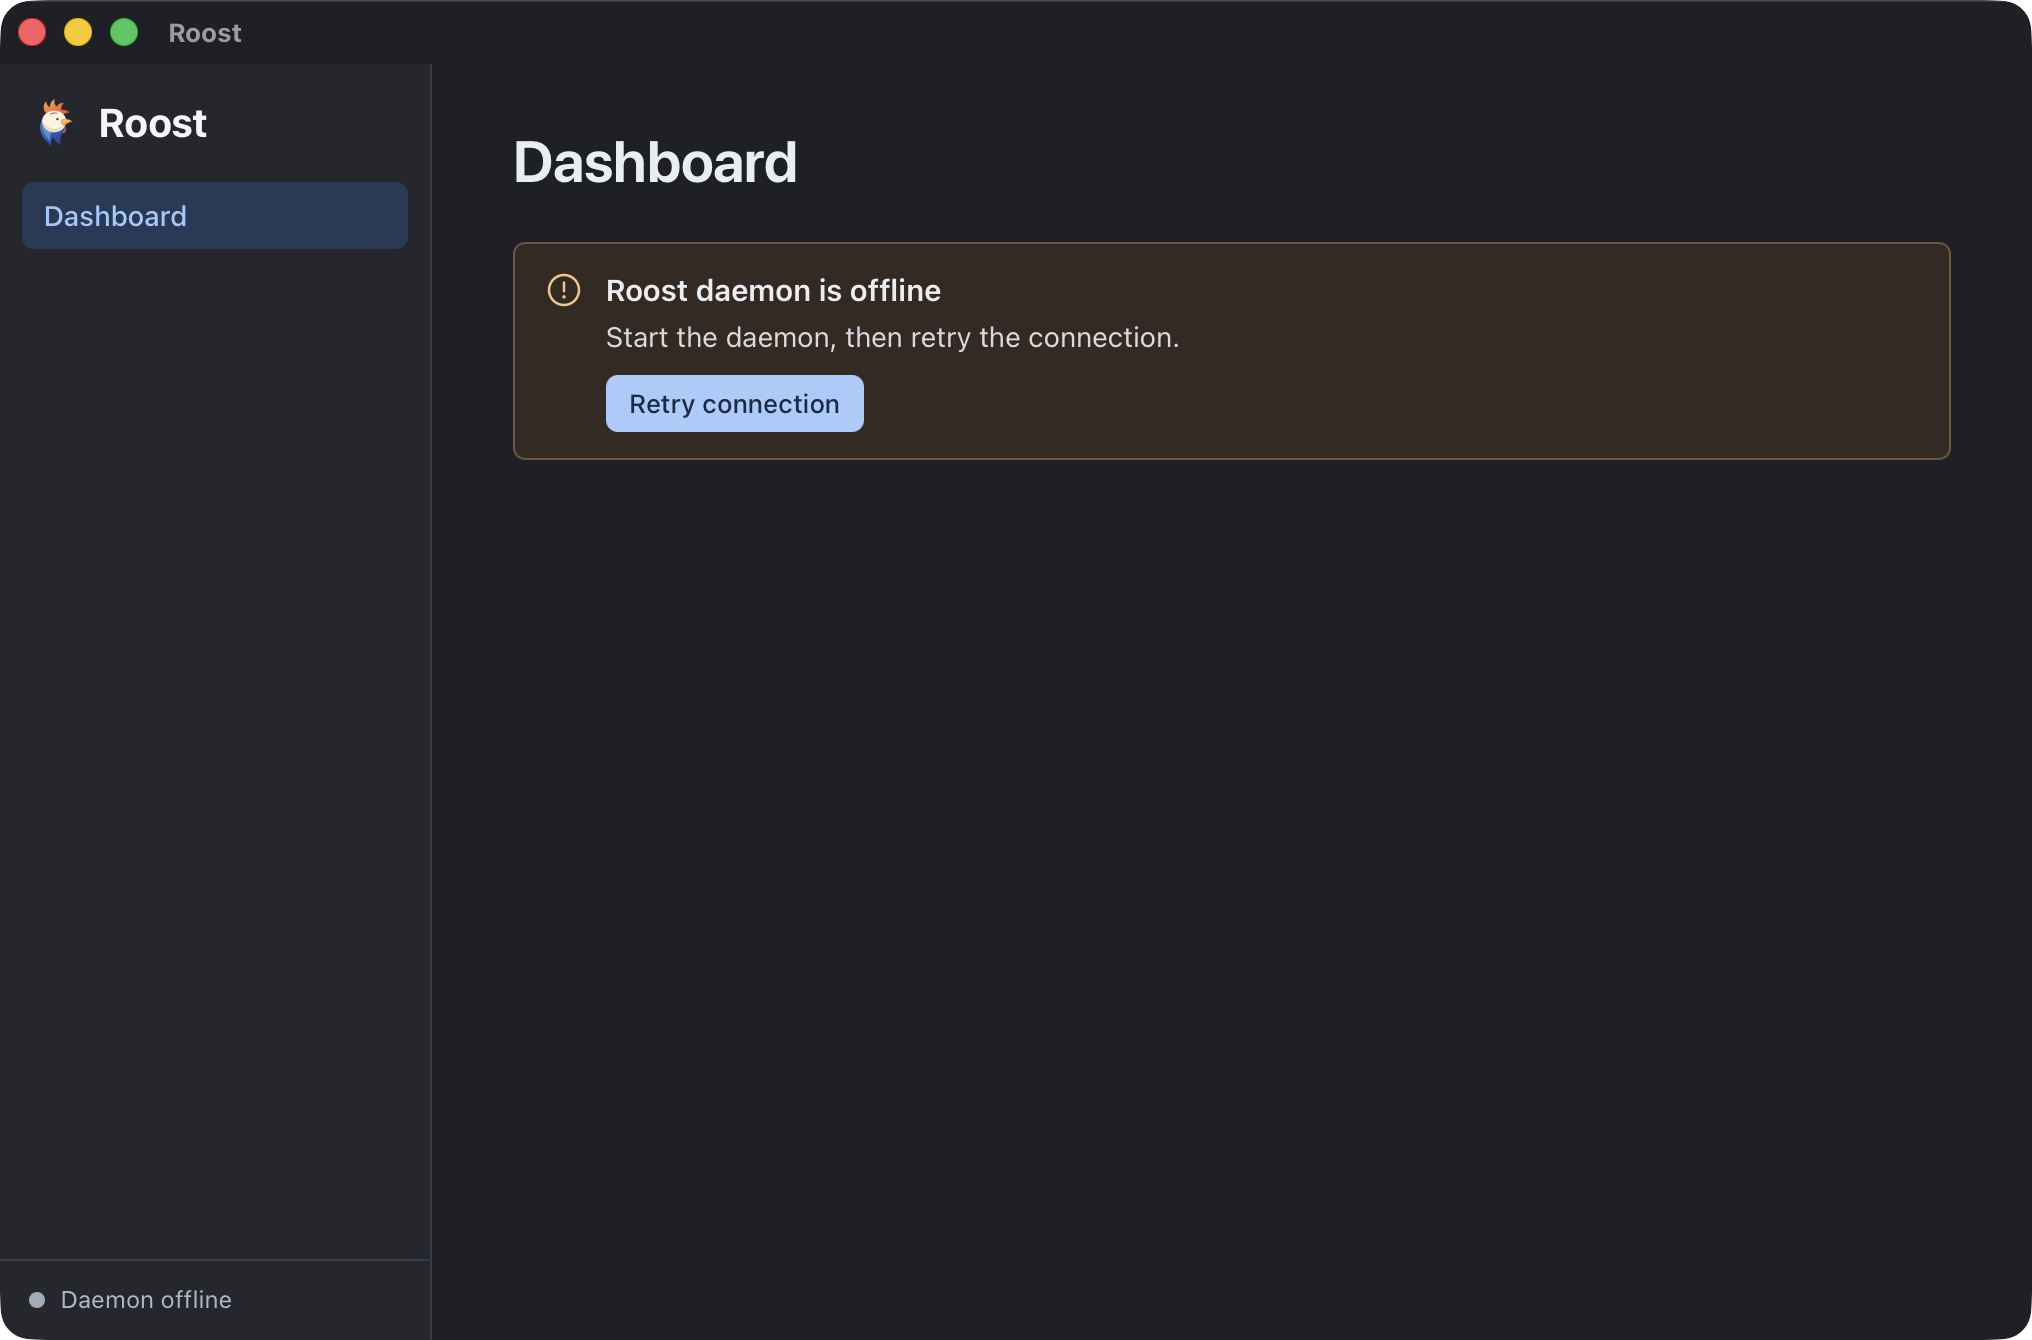 Roost
Roost
Dashboard
Dashboard
Roost daemon is offline
Start the daemon, then retry the connection.
Retry connection
Daemon offline